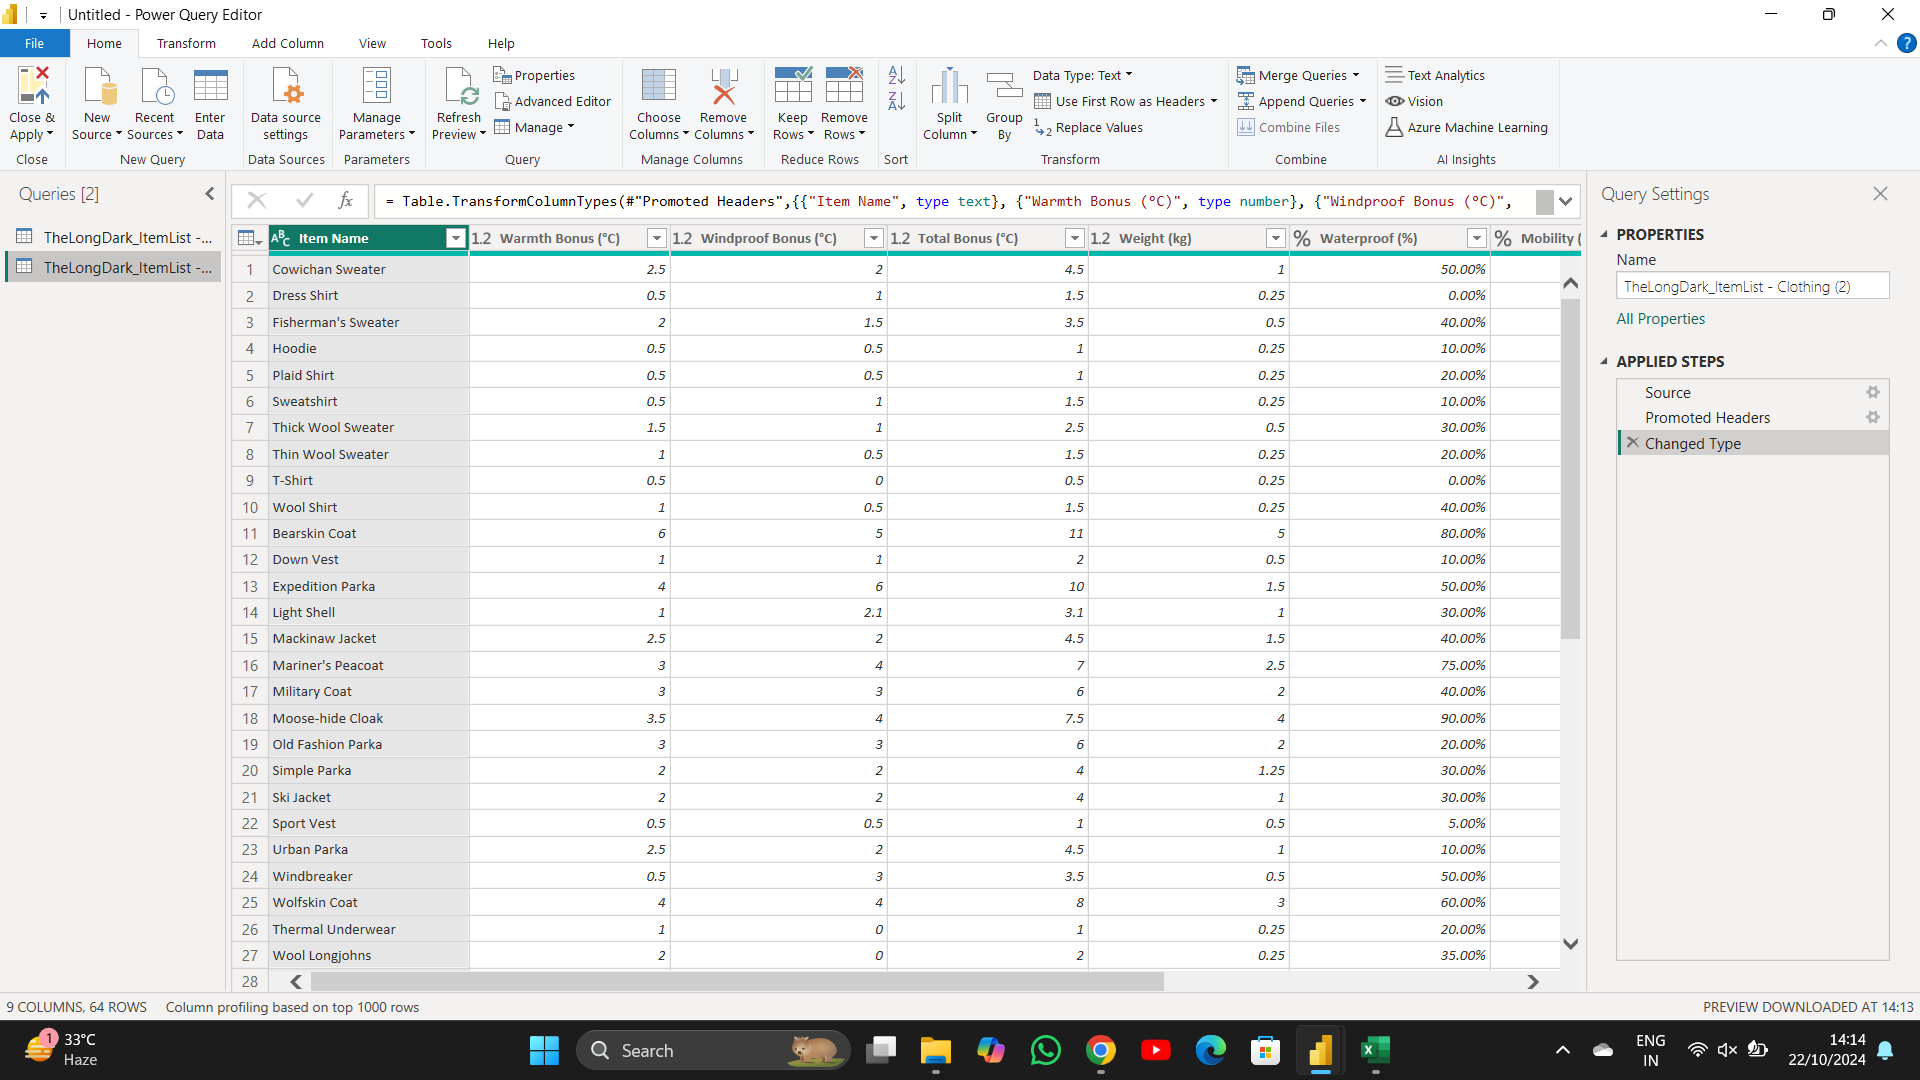 Untitled - Power Query Editor
File Home Transform Add Column View Tools Help
Close & Apply
Close
New Source
Recent Sources
Enter Data
New Query
Data source settings
Data Sources
Manage Parameters
Parameters
Refresh Preview
Properties
Advanced Editor
Manage
Query
Choose Columns
Remove Columns
Manage Columns
Keep Rows
Remove Rows
Reduce Rows
Sort
Split Column
Group By
Data Type: Text
Use First Row as Headers
Replace Values
Transform
Merge Queries
Append Queries
Combine Files
Combine
Text Analytics
Vision
Azure Machine Learning
AI Insights
Queries [2]
TheLongDark_ItemList -...
TheLongDark_ItemList -...
fx = Table.TransformColumnTypes(#"Promoted Headers",{{"Item Name", type text}, {"Warmth Bonus (°C)", type number}, {"Windproof Bonus (°C)",
ABC Item Name 1.2 Warmth Bonus (°C) 1.2 Windproof Bonus (°C) 1.2 Total Bonus (°C) 1.2 Weight (kg) % Waterproof (%) % Mobility (
1 Cowichan Sweater 2.5 2 4.5 1 50.00%
2 Dress Shirt 0.5 1 1.5 0.25 0.00%
3 Fisherman's Sweater 2 1.5 3.5 0.5 40.00%
4 Hoodie 0.5 0.5 1 0.25 10.00%
5 Plaid Shirt 0.5 0.5 1 0.25 20.00%
6 Sweatshirt 0.5 1 1.5 0.25 10.00%
7 Thick Wool Sweater 1.5 1 2.5 0.5 30.00%
8 Thin Wool Sweater 1 0.5 1.5 0.25 20.00%
9 T-Shirt 0.5 0 0.5 0.25 0.00%
10 Wool Shirt 1 0.5 1.5 0.25 40.00%
11 Bearskin Coat 6 5 11 5 80.00%
12 Down Vest 1 1 2 0.5 10.00%
13 Expedition Parka 4 6 10 1.5 50.00%
14 Light Shell 1 2.1 3.1 1 30.00%
15 Mackinaw Jacket 2.5 2 4.5 1.5 40.00%
16 Mariner's Peacoat 3 4 7 2.5 75.00%
17 Military Coat 3 3 6 2 40.00%
18 Moose-hide Cloak 3.5 4 7.5 4 90.00%
19 Old Fashion Parka 3 3 6 2 20.00%
20 Simple Parka 2 2 4 1.25 30.00%
21 Ski Jacket 2 2 4 1 30.00%
22 Sport Vest 0.5 0.5 1 0.5 5.00%
23 Urban Parka 2.5 2 4.5 1 10.00%
24 Windbreaker 0.5 3 3.5 0.5 50.00%
25 Wolfskin Coat 4 4 8 3 60.00%
26 Thermal Underwear 1 0 1 0.25 20.00%
27 Wool Longjohns 2 0 2 0.25 35.00%
28
Query Settings
PROPERTIES
Name
TheLongDark_ItemList - Clothing (2)
All Properties
APPLIED STEPS
Source
Promoted Headers
Changed Type
9 COLUMNS, 64 ROWS Column profiling based on top 1000 rows PREVIEW DOWNLOADED AT 14:13
1
33°C
Haze
Search
ENG
IN
14:14
22/10/2024